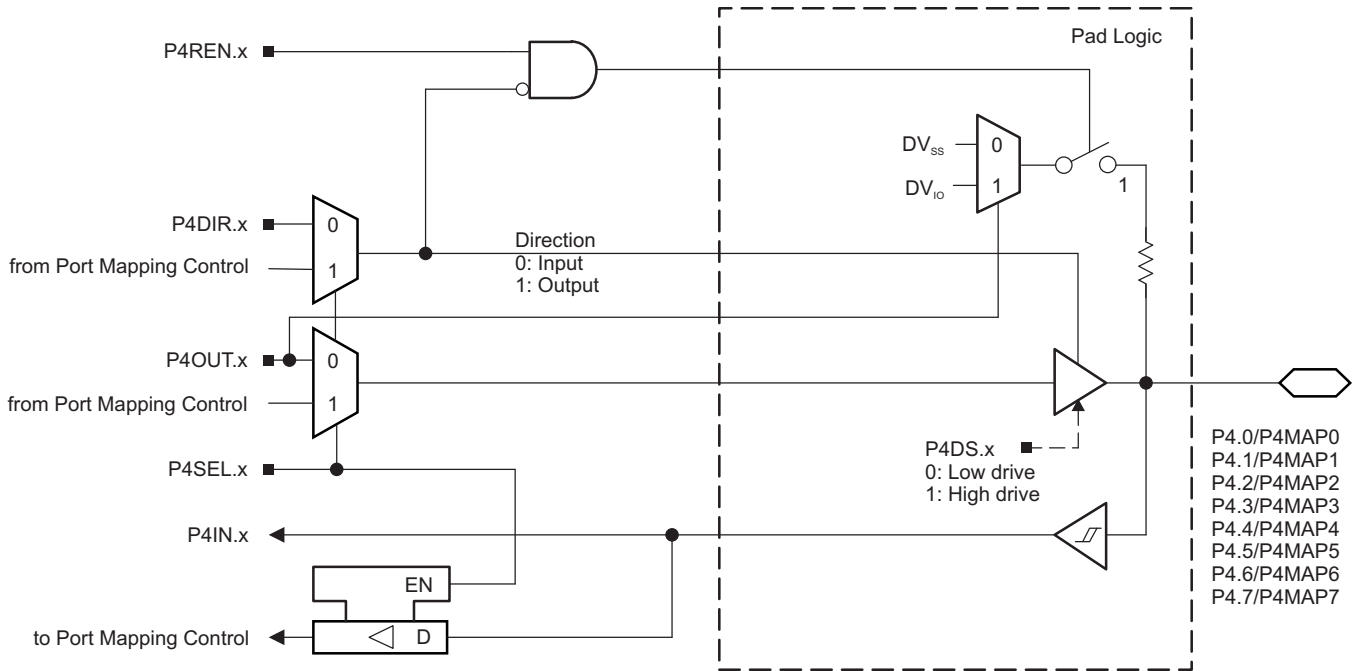 Pad Logic
P4REN.x
DVSS
0
DVIO
1
1
P4DIR.x
0
from Port Mapping Control
1
Direction
0: Input
1: Output
P4OUT.x
0
from Port Mapping Control
1
P4SEL.x
P4DS.x
0: Low drive
1: High drive
P4IN.x
EN
to Port Mapping Control
D
P4.0/P4MAP0
P4.1/P4MAP1
P4.2/P4MAP2
P4.3/P4MAP3
P4.4/P4MAP4
P4.5/P4MAP5
P4.6/P4MAP6
P4.7/P4MAP7